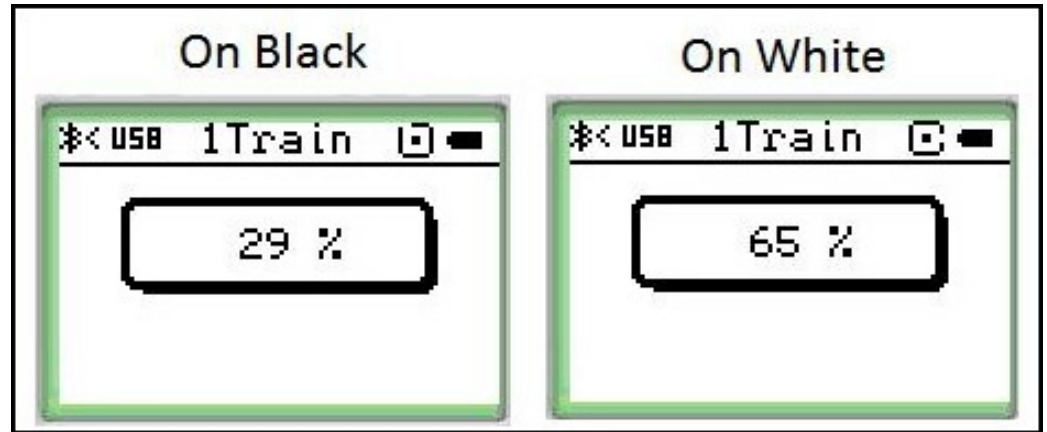 On Black
On White
USB 1Train
USB 1Train
29 %
65 %